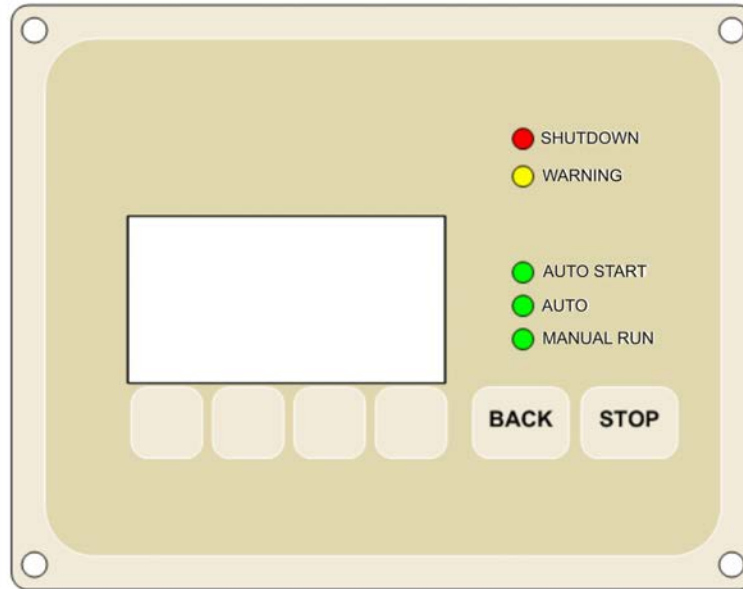 SHUTDOWN
WARNING
AUTO START
AUTO
MANUAL RUN
BACK STOP